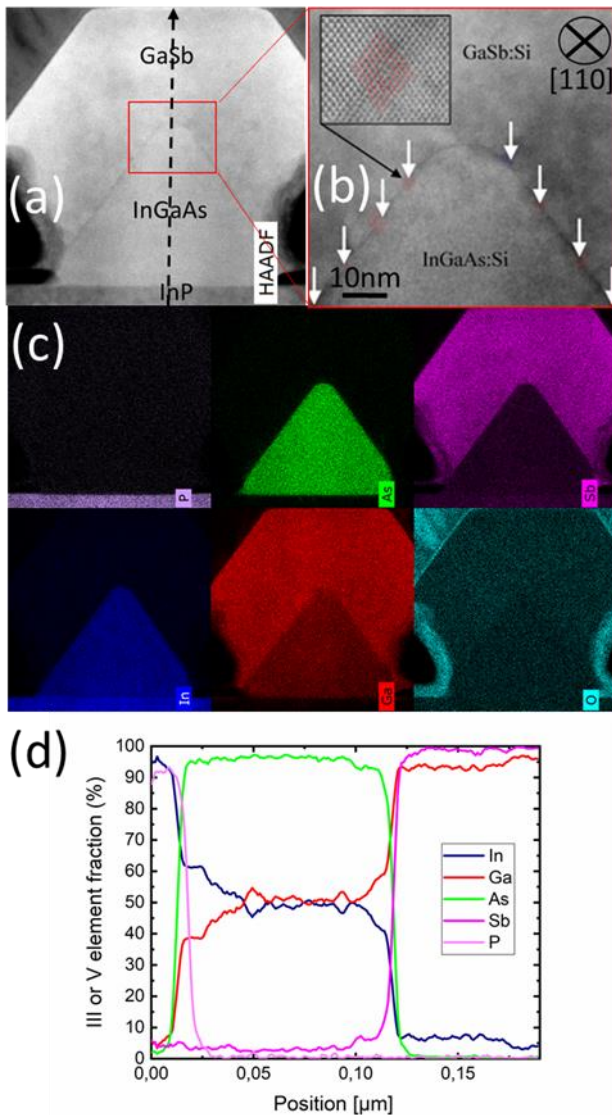 GaSb
InGaAs
InP
(a)
HAADF
GaSb:Si
[110]
(b)
InGaAs:Si
10nm
(c)
P
As
Sb
In
Ga
O
(d)
100
90
80
70
60
50
40
30
20
10
0
III or V element fraction (%)
In
Ga
As
Sb
P
0,00
0,05
0,10
0,15
Position [µm]